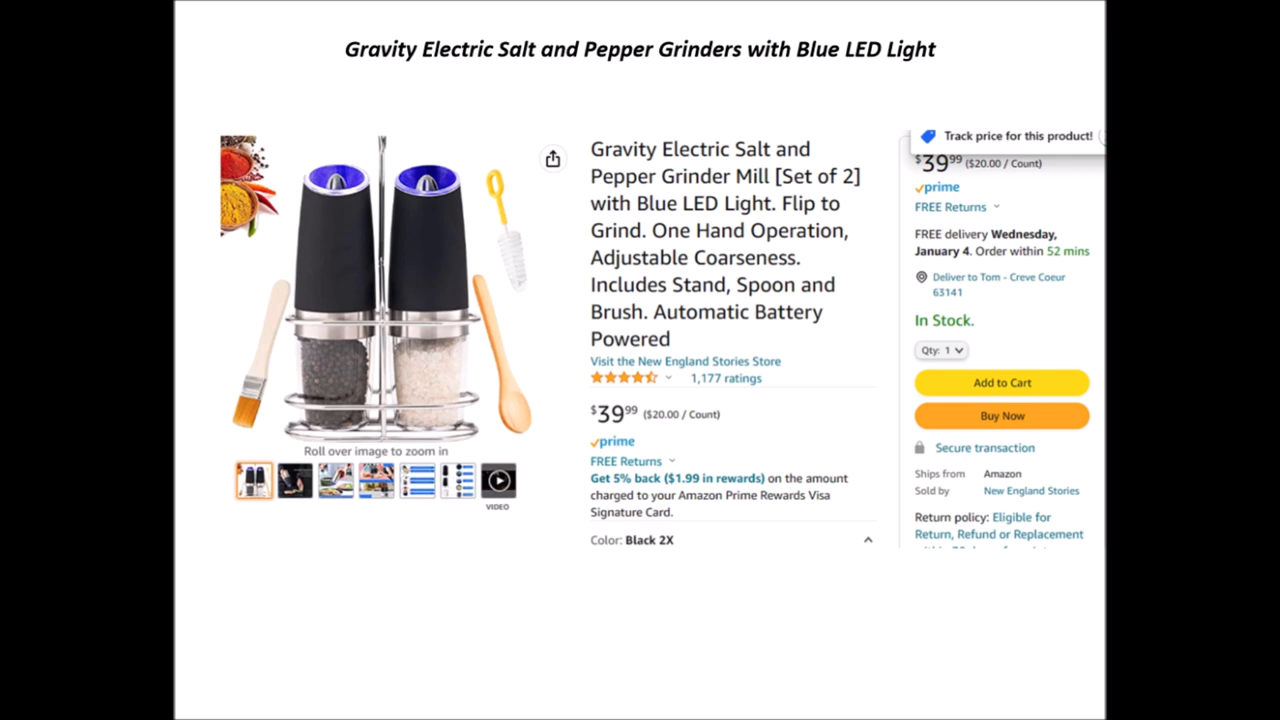 Gravity Electric Salt and Pepper Grinders with Blue LED Light
Gravity Electric Salt and
Pepper Grinder Mill [Set of 2]
with Blue LED Light. Flip to
Grind. One Hand Operation,
Adjustable Coarseness.
Includes Stand, Spoon and
Brush. Automatic Battery
Powered
Visit the New England Stories Store
1,177 ratings
$39 99 ($20.00 / Count)
prime
FREE Returns
Get 5% back ($1.99 in rewards) on the amount
charged to your Amazon Prime Rewards Visa
Signature Card.
Color: Black 2X
Roll over image to zoom in
VIDEO
Track price for this product!
$39 99 ($20.00 / Count)
prime
FREE Returns
FREE delivery Wednesday,
January 4. Order within 52 mins
Deliver to Tom - Creve Coeur
63141
In Stock.
Qty: 1
Add to Cart
Buy Now
Secure transaction
Ships from Amazon
Sold by New England Stories
Return policy: Eligible for
Return, Refund or Replacement